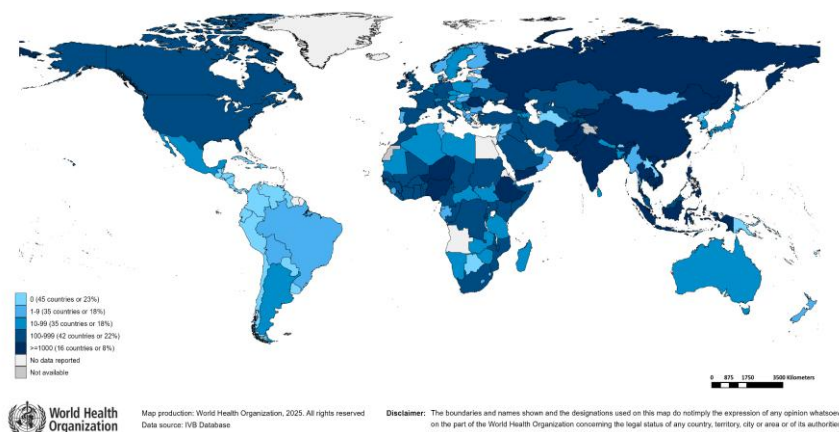 0 (45 countries or 23%)
1-9 (35 countries or 18%)
10-99 (35 countries or 18%)
100-999 (42 countries or 22%)
>=1000 (16 countries or 8%)
No data reported
Not available
0 875 1750 3500 Kilometers
World Health
Organization
Map production: World Health Organization, 2025. All rights reserved
Data source: IVB Database
Disclaimer: The boundaries and names shown and the designations used on this map do notimply the expression of any opinion whatsoev
on the part of the World Health Organization concerning the legal status of any country, territory, city or area or of its authoritie